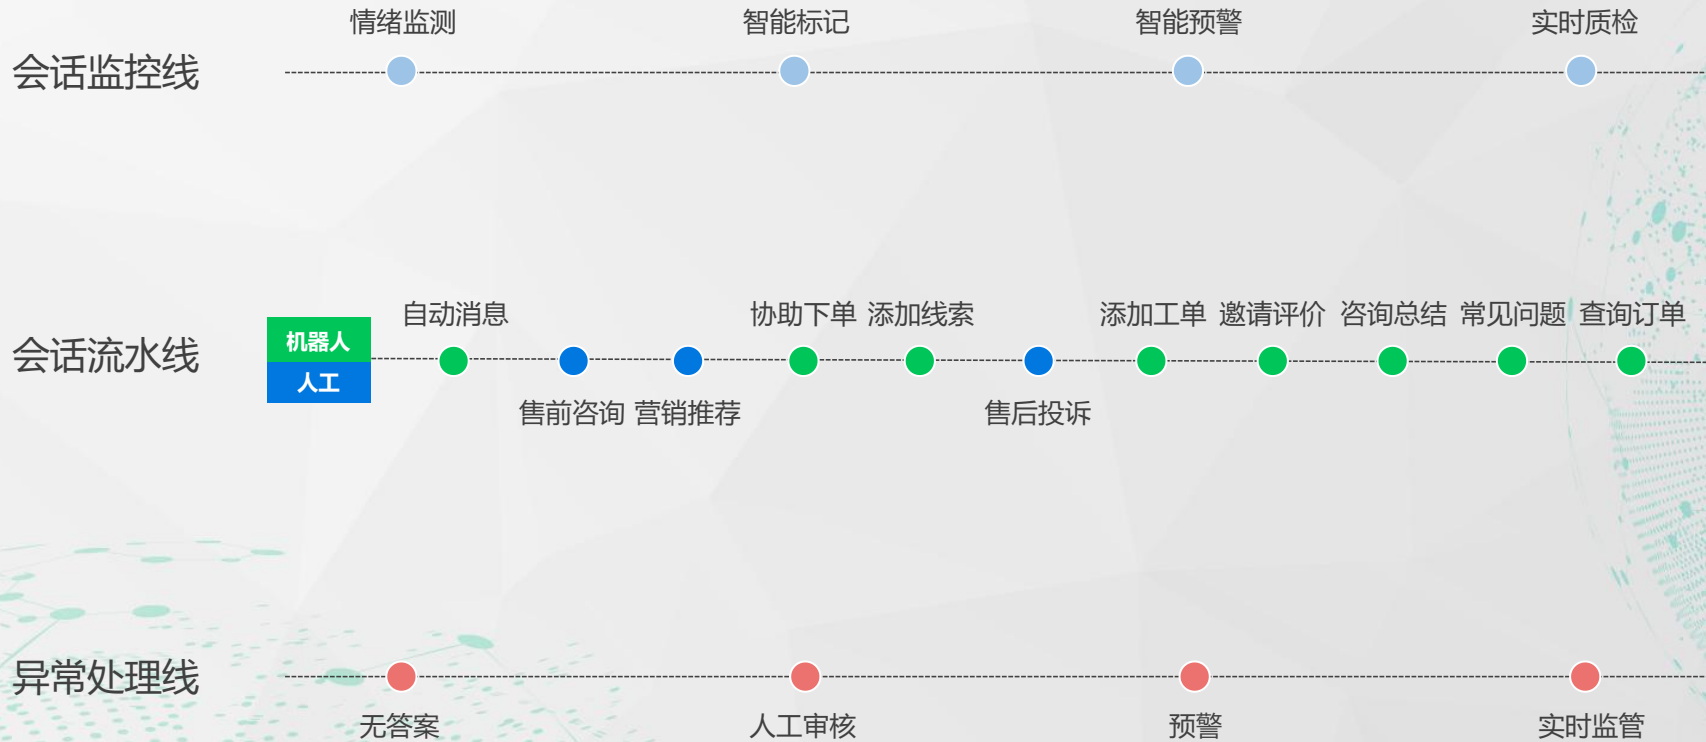 情绪监测 智能标记 智能预警 实时质检
会话监控线
自动消息 协助下单 添加线索 添加工单 邀请评价 咨询总结 常见问题 查询订单
会话流水线
机器人
人工
售前咨询 营销推荐 售后投诉
异常处理线
无答案 人工审核 预警 实时监管